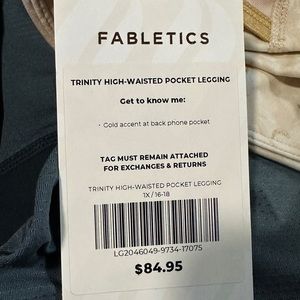 FABLETICS
TRINITY HIGH-WAISTED POCKET LEGGING
Get to know me:
• Gold accent at back phone pocket
TAG MUST REMAIN ATTACHED
FOR EXCHANGES & RETURNS
TRINITY HIGH-WAISTED POCKET LEGGING
1X / 16-18
LG2046049-9734-17075
$84.95